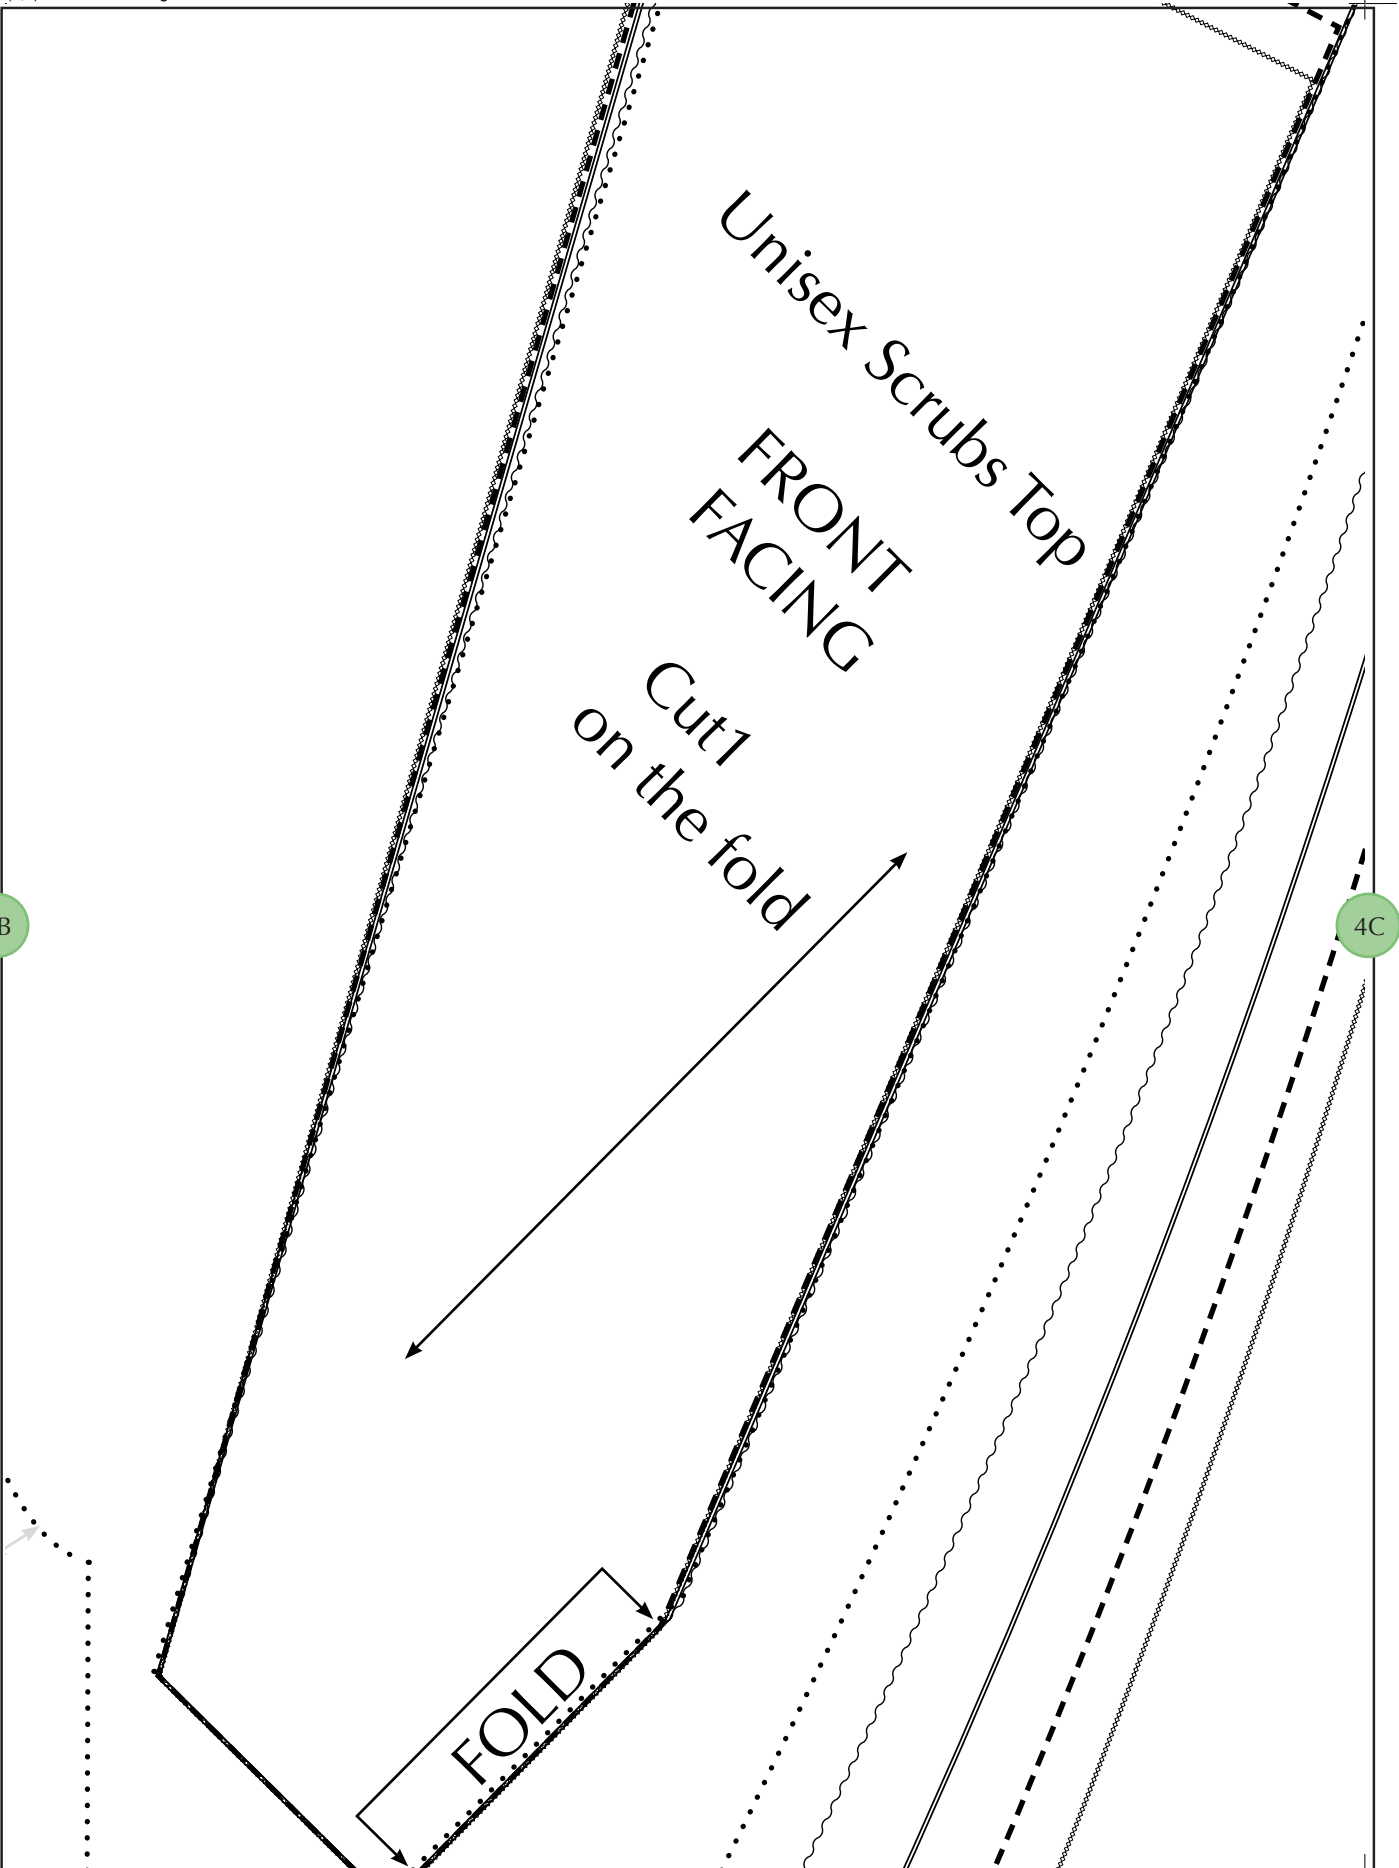 Unisex Scrubs Top
FRONT
FACING
Cut1
on the fold
B
4C
FOLD